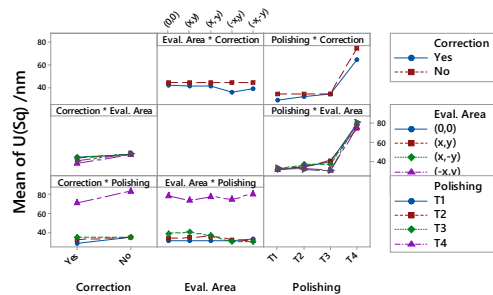 (0,0)
(x,y)
(x,-y)
(-x,y)
(-x,-y)
Eval. Area * Correction
Polishing * Correction
80
60
40
Correction
Yes
No
Correction * Eval. Area
Polishing * Eval. Area
80
60
40
Eval. Area
(0,0)
(x,y)
(x,-y)
(-x,y)
Correction * Polishing
Eval. Area * Polishing
80
60
40
Polishing
T1
T2
T3
T4
Yes
No
T1
T2
T3
T4
Correction
Eval. Area
Polishing
Mean of U(Sq) /nm